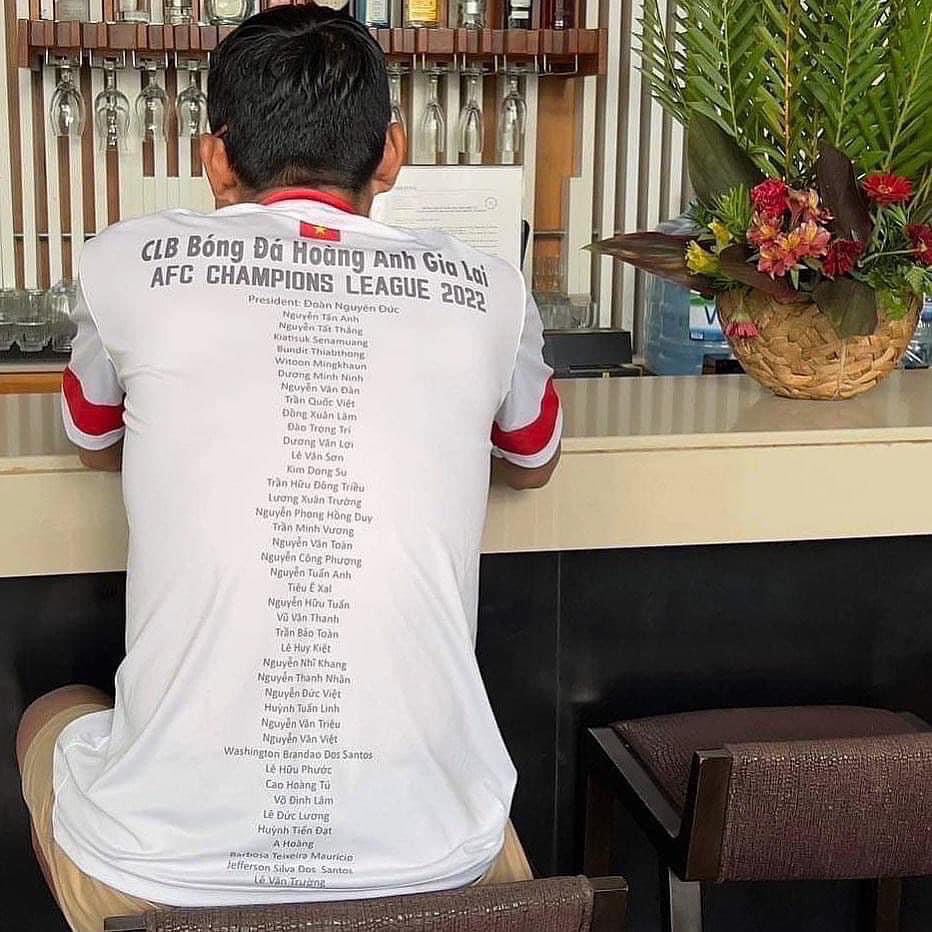 CLB Bóng Đá Hoàng Anh Gia Lai
AFC CHAMPIONS LEAGUE 2022
President: Đoàn Nguyên Đức
Nguyễn Tấn Anh
Nguyễn Tất Thắng
Kiatisuk Senamuang
Bundit Thiabthong
Witoon Mingkhaun
Dương Minh Ninh
Nguyễn Văn Đàn
Trần Quốc Việt
Đồng Xuân Lâm
Đào Trọng Trí
Dương Văn Lợi
Lê Văn Sơn
Kim Dong Su
Trần Hữu Đông Triều
Lương Xuân Trường
Nguyễn Phong Hồng Duy
Trần Minh Vương
Nguyễn Văn Toàn
Nguyễn Công Phượng
Nguyễn Tuấn Anh
Tiêu Ê Xal
Nguyễn Hữu Tuấn
Vũ Văn Thanh
Trần Bảo Toàn
Lê Huy Kiệt
Nguyễn Nhĩ Khang
Nguyễn Thanh Nhân
Nguyễn Đức Việt
Huỳnh Tuấn Linh
Nguyễn Văn Triệu
Nguyễn Văn Việt
Washington Brandao Dos Santos
Lê Hữu Phước
Cao Hoàng Tú
Võ Đình Lâm
Lê Đức Lương
Huỳnh Tiến Đạt
A Hoàng
Barbosa Teixeira Mauricio
Jefferson Silva Dos Santos
Lê Văn Trường